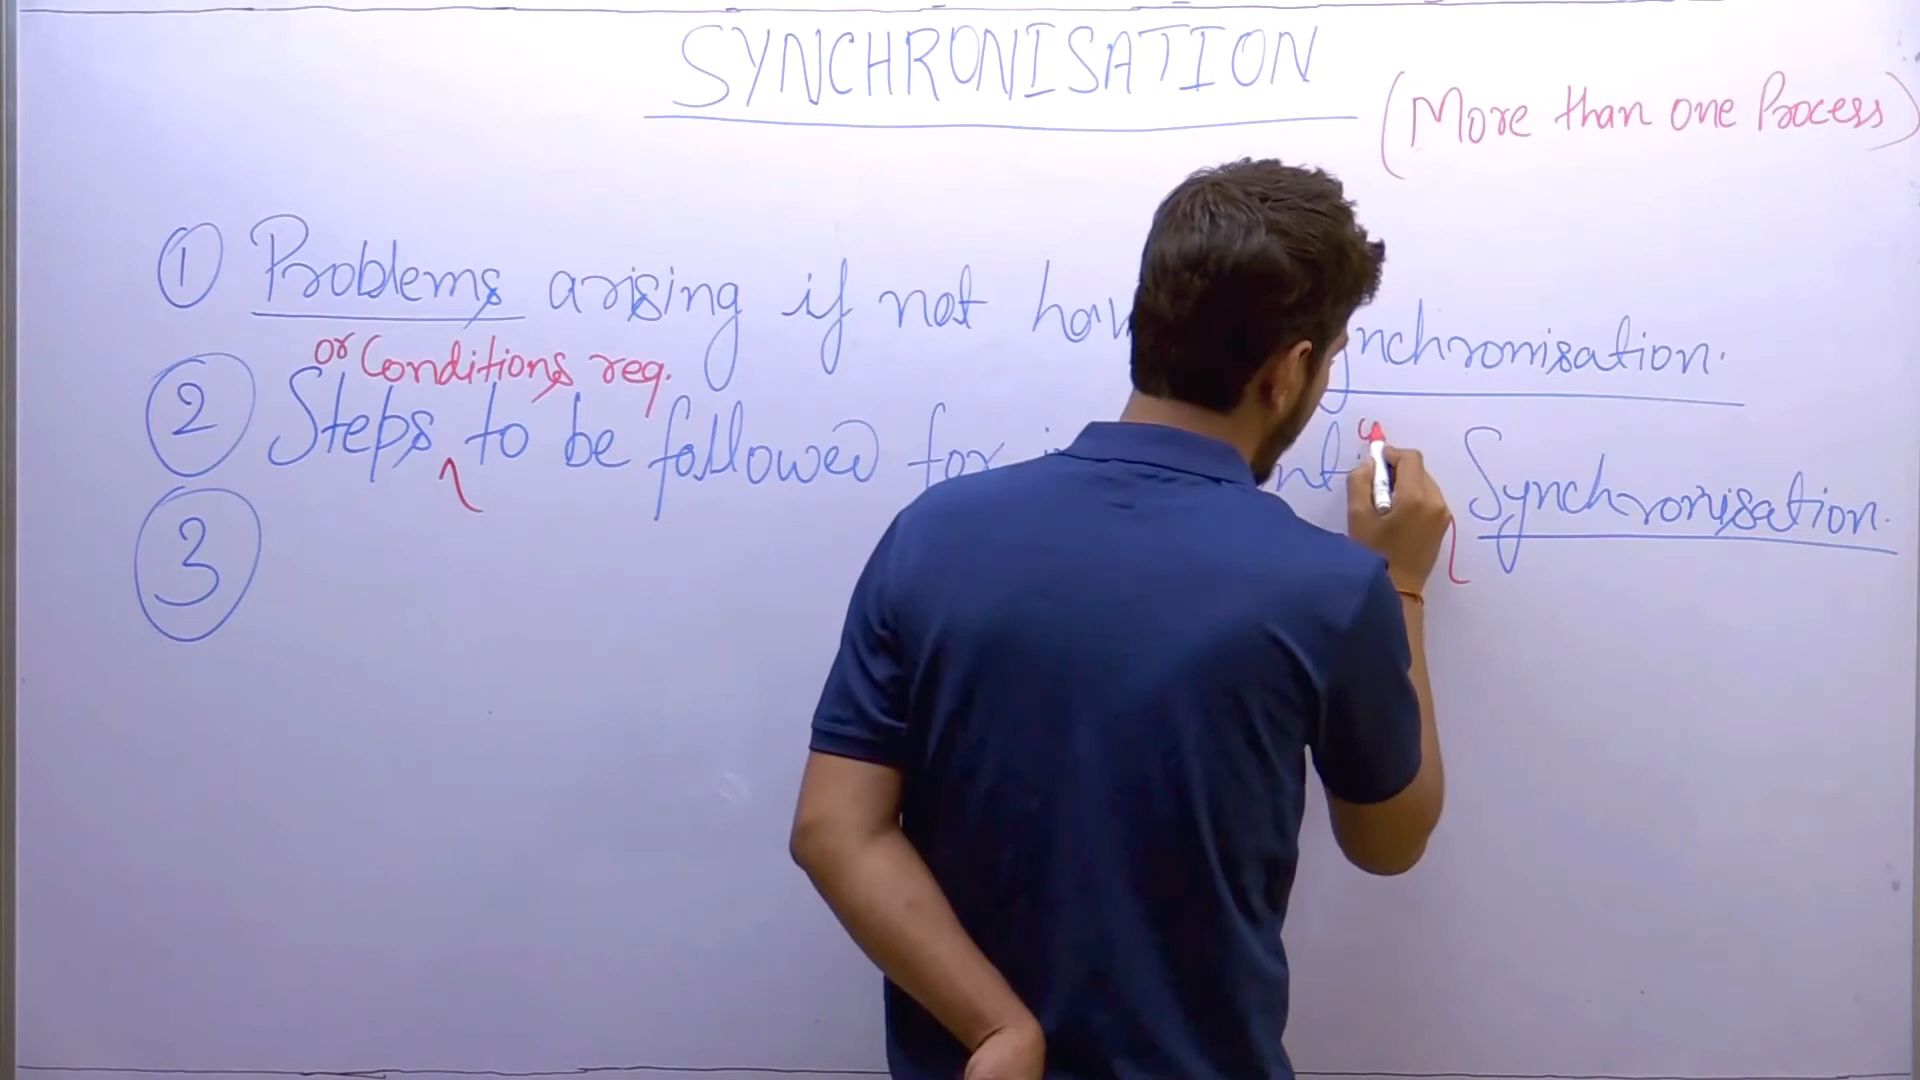 SYNCHRONISATION
(More than one Process)
① Problems arising if not nchronisation.
or Conditions req.
② Steps to be followed for Synchronisation.
③